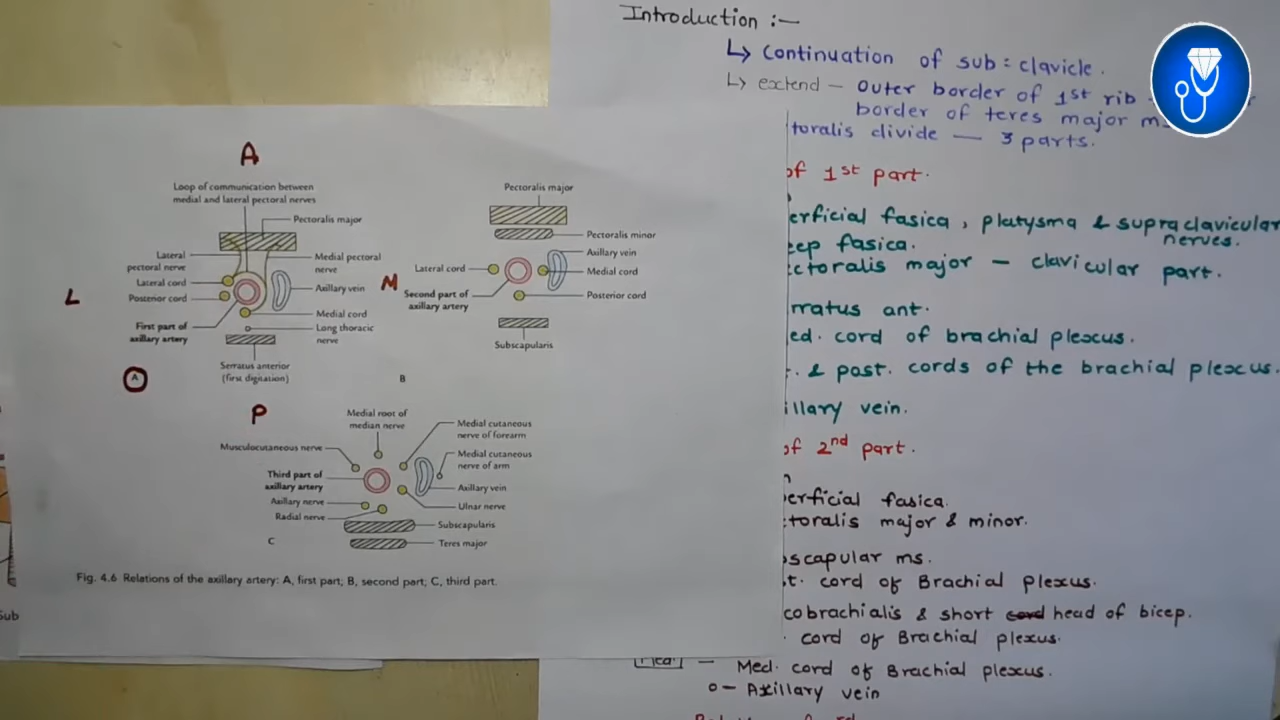 Introduction :-
↳ Continuation of sub = clavicle.
↳ extend - Outer border of 1st rib -
border of teres major m
toralis divide - 3 parts.
of 1st part.
erficial fasica, platysma & supraclavicular
nerves.
eep fasica.
ctoralis major - clavicular part.
rratus ant.
ed. cord of brachial plexus.
. & post. cords of the brachial plexus.
illary vein.
of 2nd part.
n
erficial fasica.
toralis major & minor.
oscapular ms.
t. cord of Brachial plexus.
cobrachialis & short cord head of bicep.
. cord of Brachial plexus.
Med - Med. cord of Brachial plexus.
o- Axillary vein
A
Loop of communication between
medial and lateral pectoral nerves
Pectoralis major
Lateral
pectoral nerve
Lateral cord
Posterior cord
L
First part of
axillary artery
Medial pectoral
nerve
Axillary vein
M
Medial cord
Long thoracic
nerve
Serratus anterior
(first digitation)
A
P
Pectoralis major
Pectoralis minor
Axillary vein
Lateral cord
Medial cord
Second part of
axillary artery
Posterior cord
Subscapularis
B
Medial root of
median nerve
Medial cutaneous
nerve of forearm
Musculocutaneous nerve
Medial cutaneous
nerve of arm
Third part of
axillary artery
Axillary vein
Axillary nerve
Ulnar nerve
Radial nerve
Subscapularis
C
Teres major
Fig. 4.6 Relations of the axillary artery: A, first part; B, second part; C, third part.
Sub